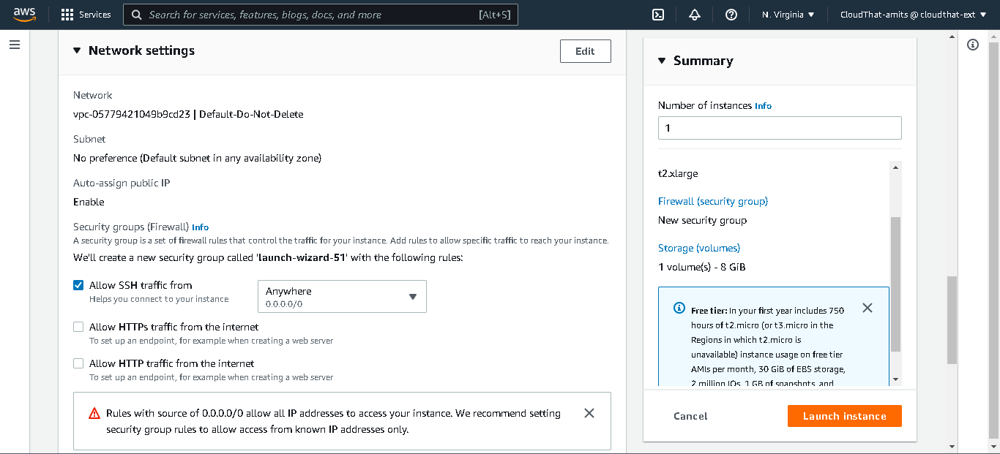 aws
Services
Search for services, features, blogs, docs, and more
[Alt+S]
N. Virginia
CloudThat-amits @ cloudthat-ext
Network settings
Edit
Network
vpc-05779421049b9cd23 | Default-Do-Not-Delete
Subnet
No preference (Default subnet in any availability zone)
Auto-assign public IP
Enable
Security groups (Firewall) Info
A security group is a set of firewall rules that control the traffic for your instance. Add rules to allow specific traffic to reach your instance.
We'll create a new security group called 'launch-wizard-51' with the following rules:
Allow SSH traffic from
Helps you connect to your instance
Anywhere
0.0.0.0/0
Allow HTTPs traffic from the internet
To set up an endpoint, for example when creating a web server
Allow HTTP traffic from the internet
To set up an endpoint, for example when creating a web server
Rules with source of 0.0.0.0/0 allow all IP addresses to access your instance. We recommend setting
security group rules to allow access from known IP addresses only.
Summary
Number of instances Info
1
t2.xlarge
Firewall (security group)
New security group
Storage (volumes)
1 volume(s) - 8 GiB
Free tier: In your first year includes 750
hours of t2.micro (or t3.micro in the
Regions in which t2.micro is
unavailable) instance usage on free tier
AMIs per month, 30 GiB of EBS storage,
2 million IOs, 1 GB of snapshots, and
Cancel
Launch instance